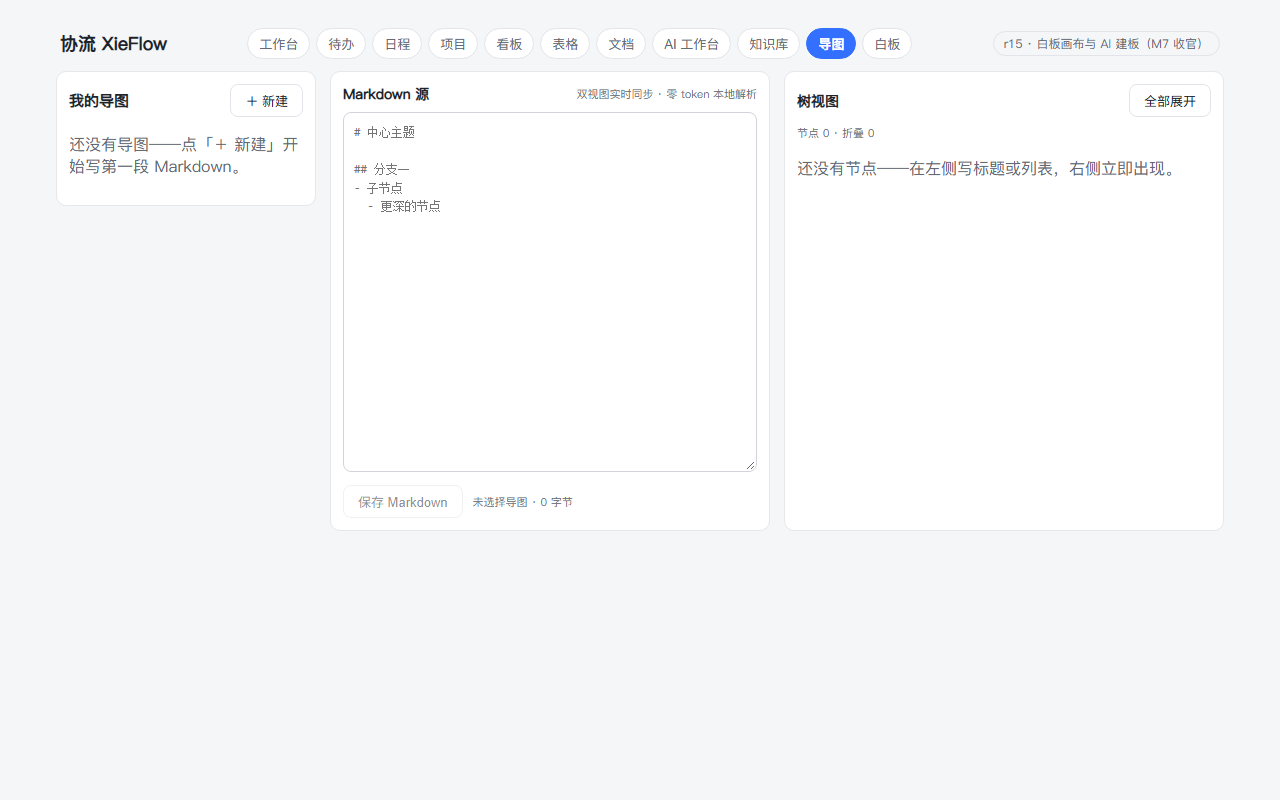 协流 XieFlow
工作台
待办
日程
项目
看板
表格
文档
AI 工作台
知识库
导图
白板
r15 · 白板画布与 AI 建板（M7 收官）
我的导图
＋ 新建
还没有导图——点「＋ 新建」开
始写第一段 Markdown。
Markdown 源
双视图实时同步 · 零 token 本地解析
# 中心主题
## 分支一
- 子节点
  - 更深的节点
保存 Markdown
未选择导图 · 0 字节
树视图
全部展开
节点 0 · 折叠 0
还没有节点——在左侧写标题或列表，右侧立即出现。